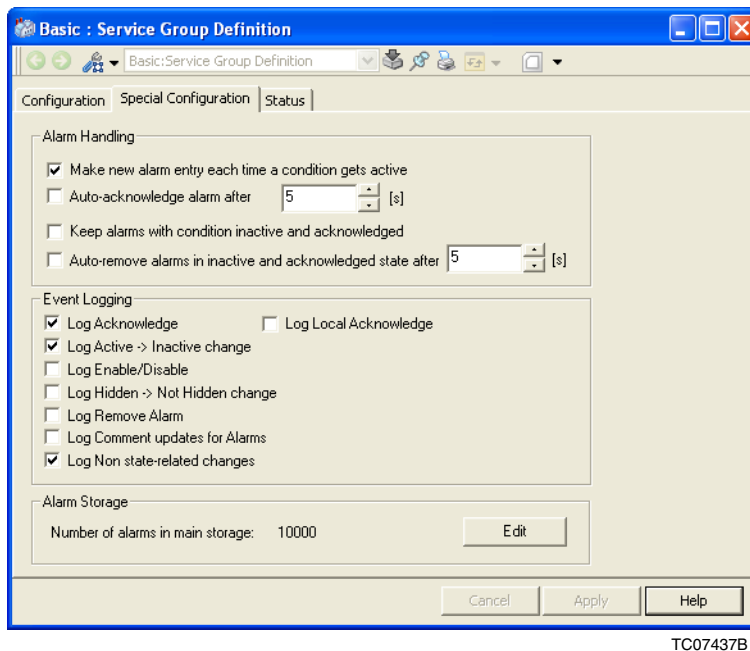 Basic : Service Group Definition
Basic:Service Group Definition
Configuration Special Configuration Status
Alarm Handling
Make new alarm entry each time a condition gets active
Auto-acknowledge alarm after 5 [s]
Keep alarms with condition inactive and acknowledged
Auto-remove alarms in inactive and acknowledged state after 5 [s]
Event Logging
Log Acknowledge Log Local Acknowledge
Log Active -> Inactive change
Log Enable/Disable
Log Hidden -> Not Hidden change
Log Remove Alarm
Log Comment updates for Alarms
Log Non state-related changes
Alarm Storage
Number of alarms in main storage: 10000 Edit
Cancel Apply Help
TC07437B